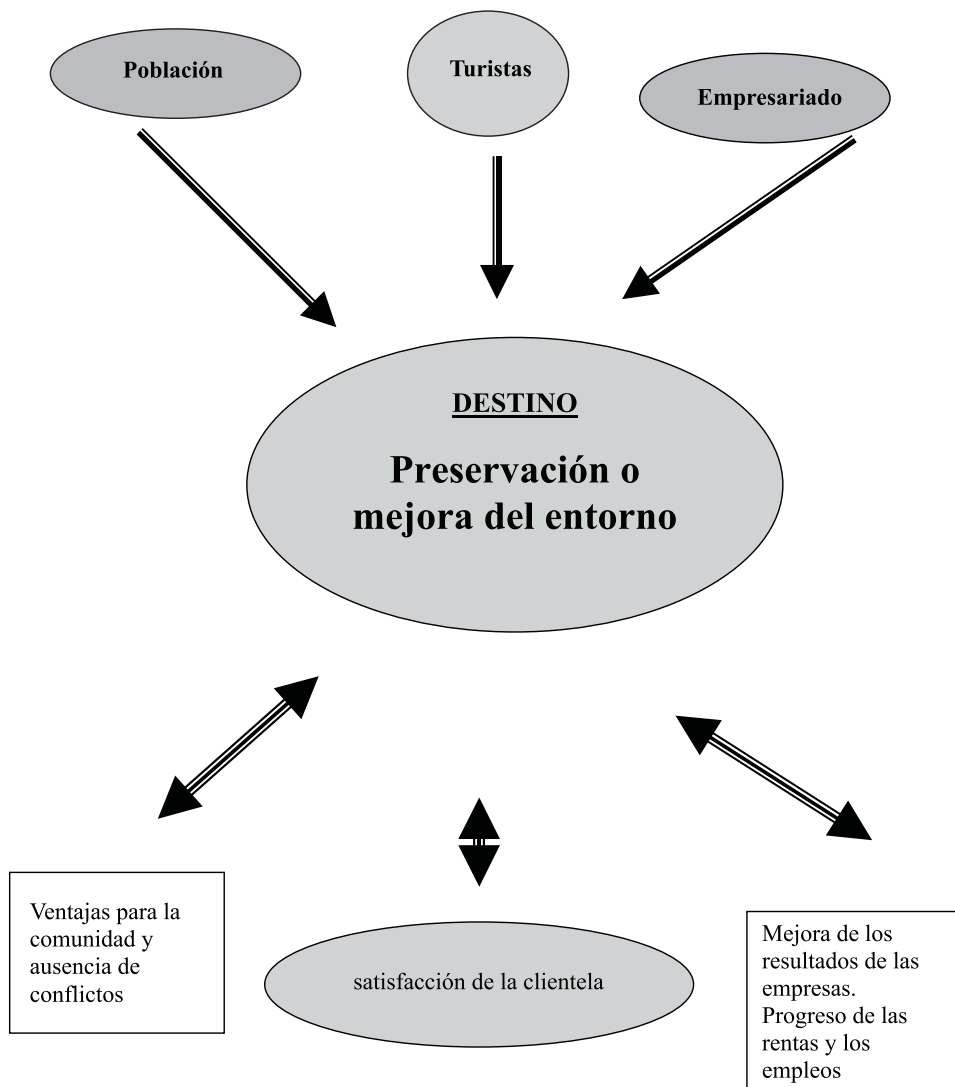 Población
Turistas
Empresariado
DESTINO
Preservación o
mejora del entorno
Ventajas para la
comunidad y
ausencia de
conflictos
satisfacción de la clientela
Mejora de los
resultados de las
empresas.
Progreso de las
rentas y los
empleos